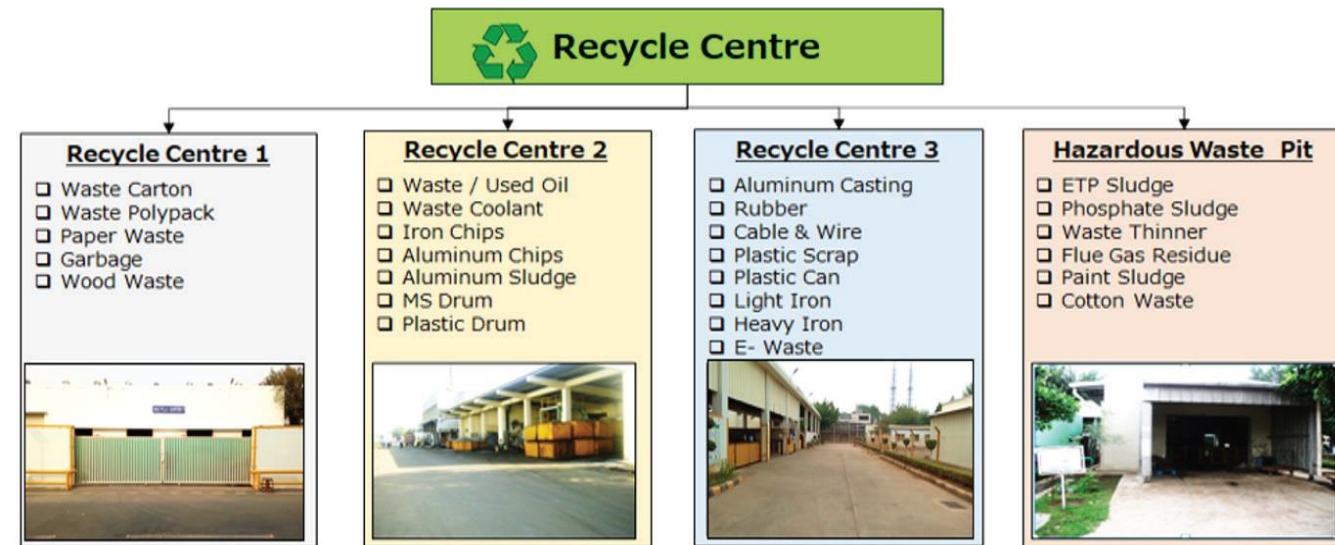 Recycle Centre
Recycle Centre 1
❑ Waste Carton
❑ Waste Polypack
❑ Paper Waste
❑ Garbage
❑ Wood Waste
Recycle Centre 2
❑ Waste / Used Oil
❑ Waste Coolant
❑ Iron Chips
❑ Aluminum Chips
❑ Aluminum Sludge
❑ MS Drum
❑ Plastic Drum
Recycle Centre 3
❑ Aluminum Casting
❑ Rubber
❑ Cable & Wire
❑ Plastic Scrap
❑ Plastic Can
❑ Light Iron
❑ Heavy Iron
❑ E- Waste
Hazardous Waste Pit
❑ ETP Sludge
❑ Phosphate Sludge
❑ Waste Thinner
❑ Flue Gas Residue
❑ Paint Sludge
❑ Cotton Waste